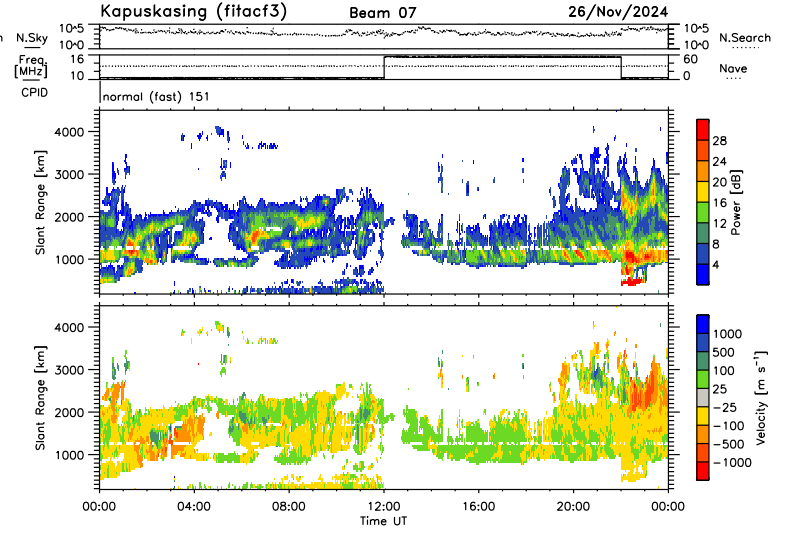 Kapuskasing (fitacf3) Beam 07 26/Nov/2024
N.Sky 10^5 10^0 10^5 10^0 N.Search
Freq. [MHz] 16 10 60 0 Nave
CPID normal (fast) 151
Slant Range [km] 4000 3000 2000 1000
28 24 20 16 12 8 4 Power [dB]
Slant Range [km] 4000 3000 2000 1000
1000 500 100 25 -25 -100 -500 -1000 Velocity [m s⁻¹]
00:00 04:00 08:00 12:00 16:00 20:00 00:00
Time UT